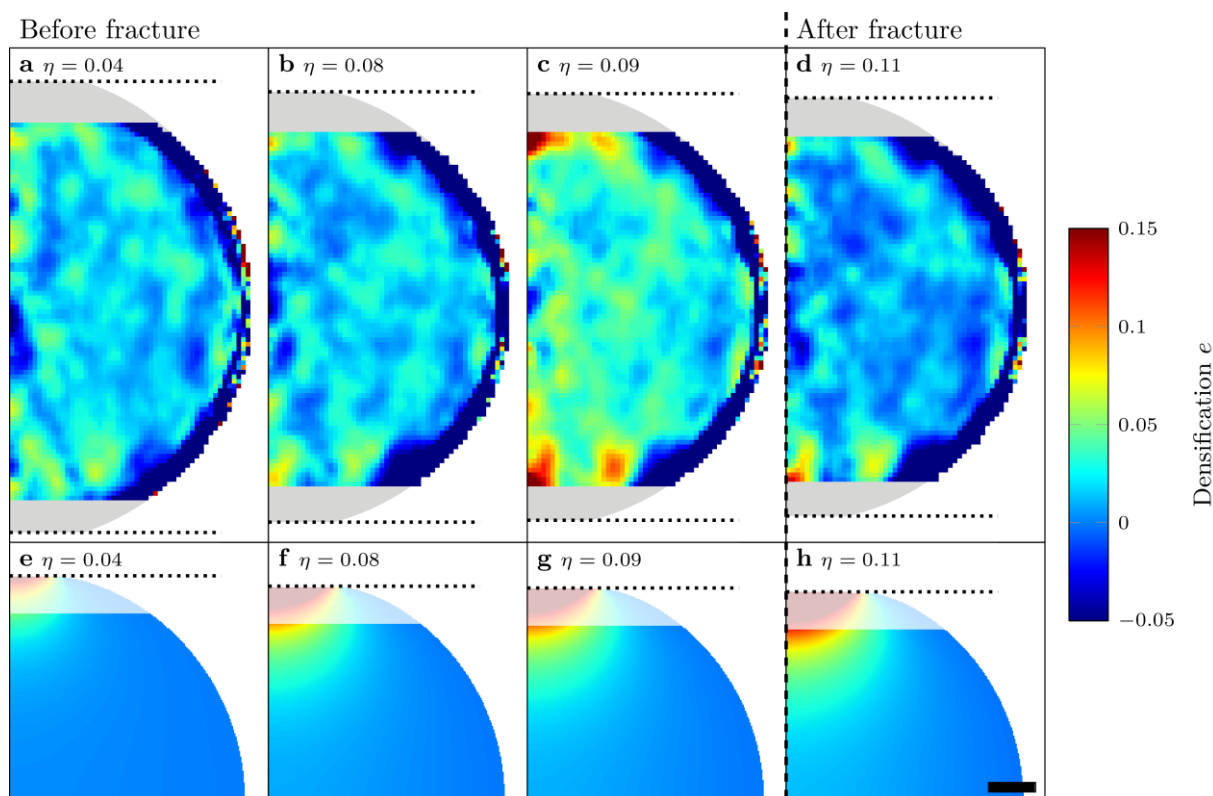 Before fracture
After fracture
a η = 0.04
b η = 0.08
c η = 0.09
d η = 0.11
e η = 0.04
f η = 0.08
g η = 0.09
h η = 0.11
0.15
0.1
0.05
0
−0.05
Densification e